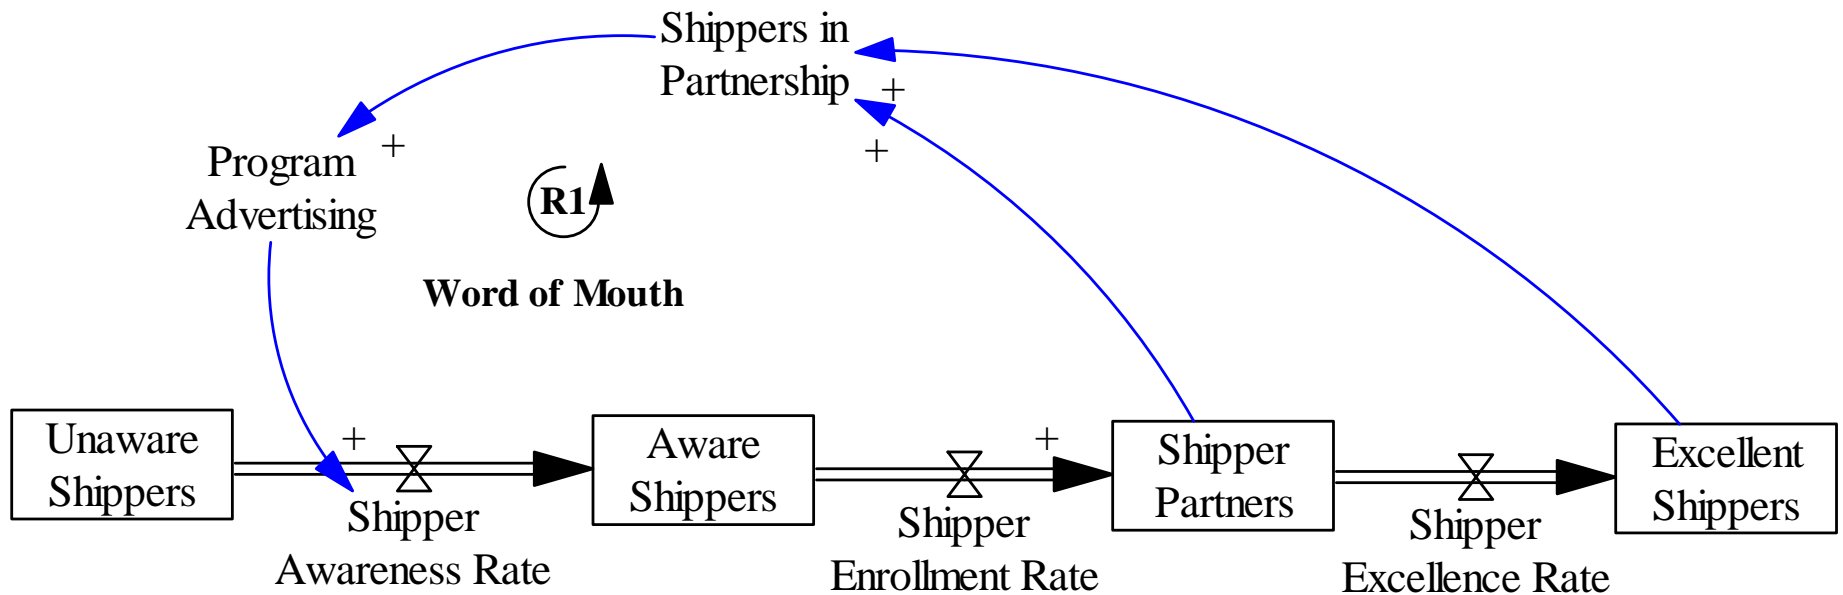 Shippers in
Partnership
+
+
Program
Advertising
+
R1
Word of Mouth
Unaware
Shippers
+
Shipper
Awareness Rate
Aware
Shippers
Shipper
Enrollment Rate
+
Shipper
Partners
Shipper
Excellence Rate
Excellent
Shippers